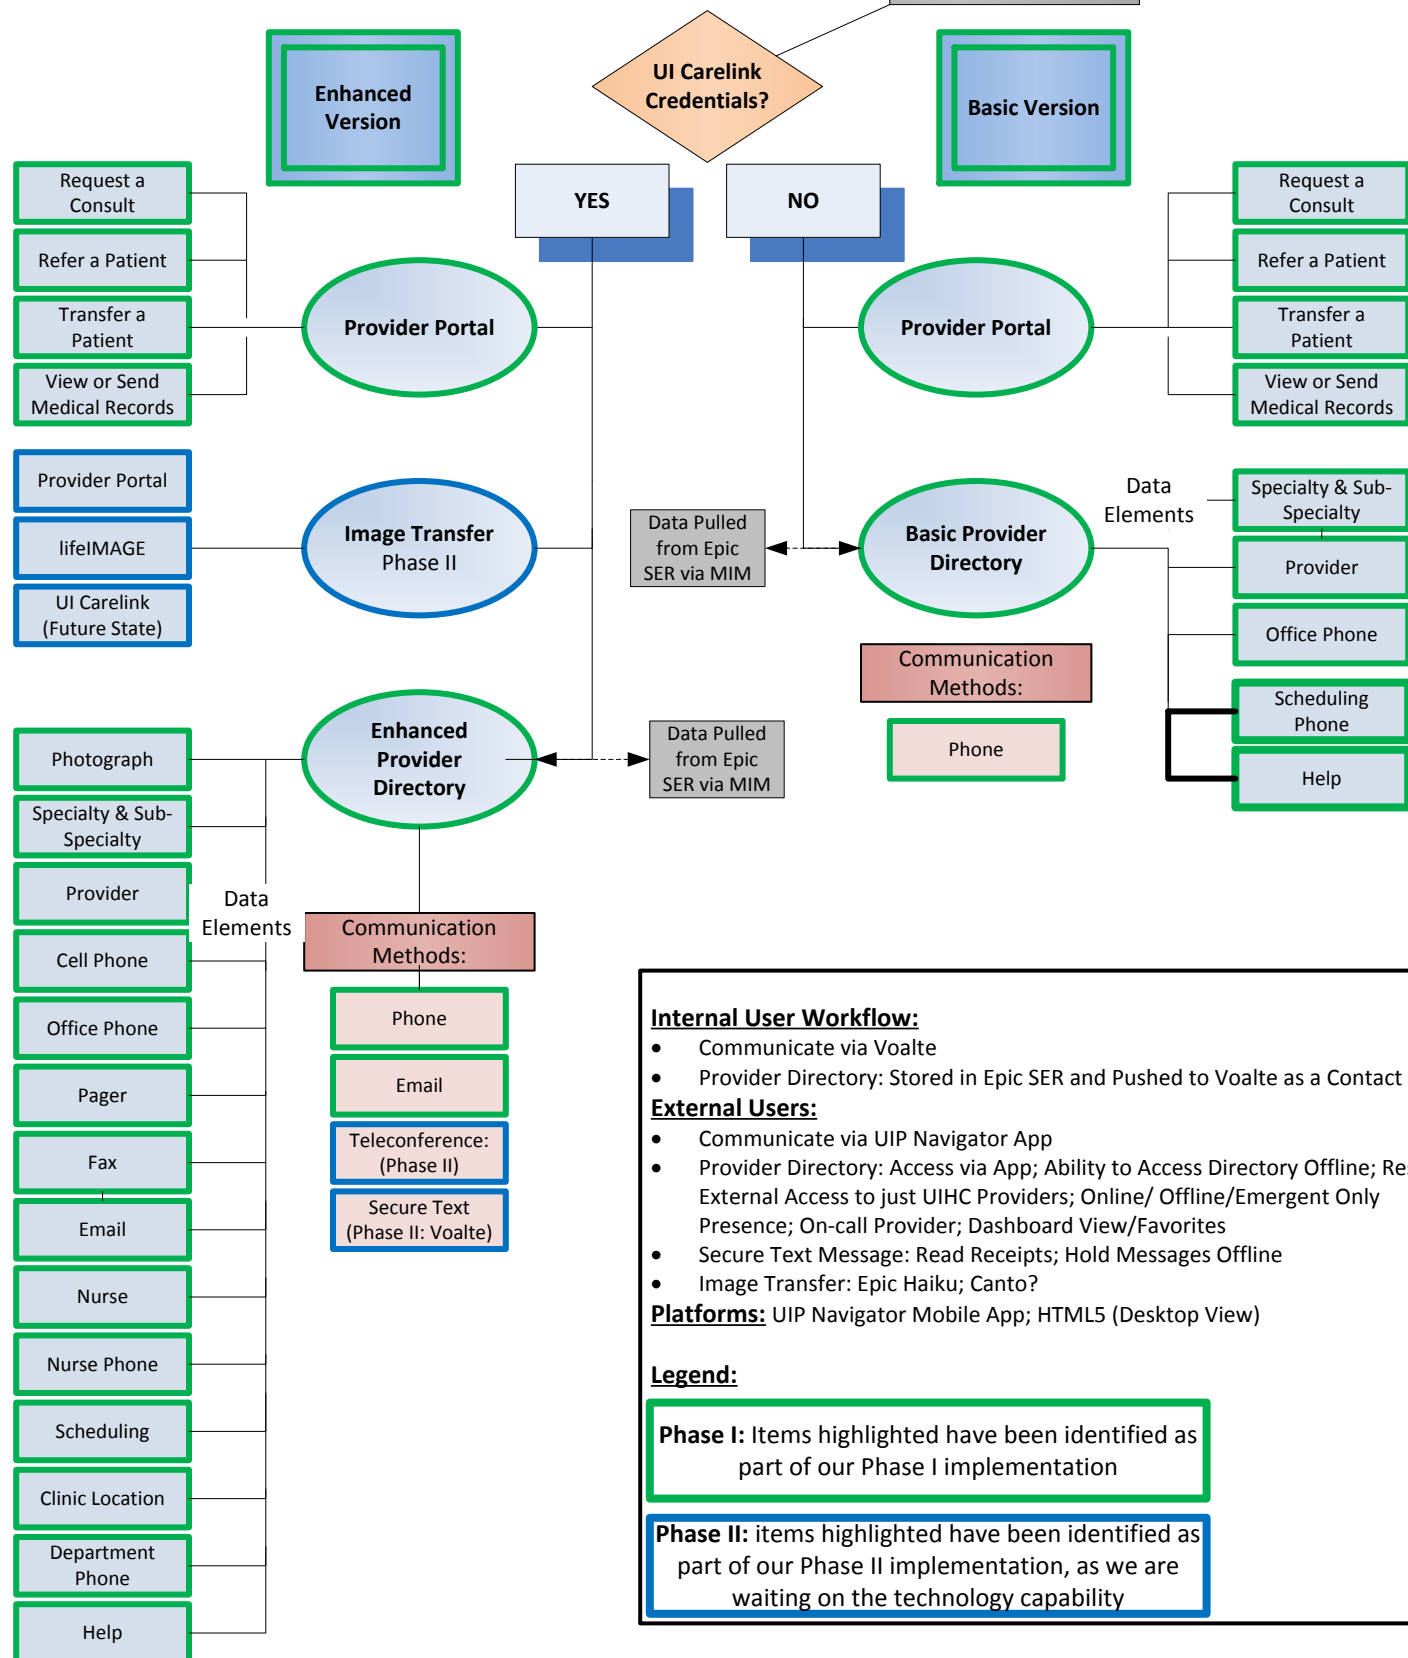 UI Carelink
Credentials?
Enhanced
Version
Basic Version
YES
NO
Request a
Consult
Refer a Patient
Transfer a
Patient
View or Send
Medical Records
Provider Portal
Provider Portal
Request a
Consult
Refer a Patient
Transfer a
Patient
View or Send
Medical Records
Provider Portal
lifeIMAGE
UI Carelink
(Future State)
Image Transfer
Phase II
Data Pulled
from Epic
SER via MIM
Basic Provider
Directory
Data
Elements
Specialty & Sub-
Specialty
Provider
Office Phone
Scheduling
Phone
Help
Communication
Methods:
Phone
Enhanced
Provider
Directory
Data Pulled
from Epic
SER via MIM
Photograph
Specialty & Sub-
Specialty
Provider
Cell Phone
Office Phone
Pager
Fax
Email
Nurse
Nurse Phone
Scheduling
Clinic Location
Department
Phone
Help
Data
Elements
Communication
Methods:
Phone
Email
Teleconference:
(Phase II)
Secure Text
(Phase II: Voalte)
Internal User Workflow:
• Communicate via Voalte
• Provider Directory: Stored in Epic SER and Pushed to Voalte as a Contact
External Users:
• Communicate via UIP Navigator App
• Provider Directory: Access via App; Ability to Access Directory Offline; Re
External Access to just UIHC Providers; Online/ Offline/Emergent Only
Presence; On-call Provider; Dashboard View/Favorites
• Secure Text Message: Read Receipts; Hold Messages Offline
• Image Transfer: Epic Haiku; Canto?
Platforms: UIP Navigator Mobile App; HTML5 (Desktop View)
Legend:
Phase I: Items highlighted have been identified as
part of our Phase I implementation
Phase II: items highlighted have been identified as
part of our Phase II implementation, as we are
waiting on the technology capability